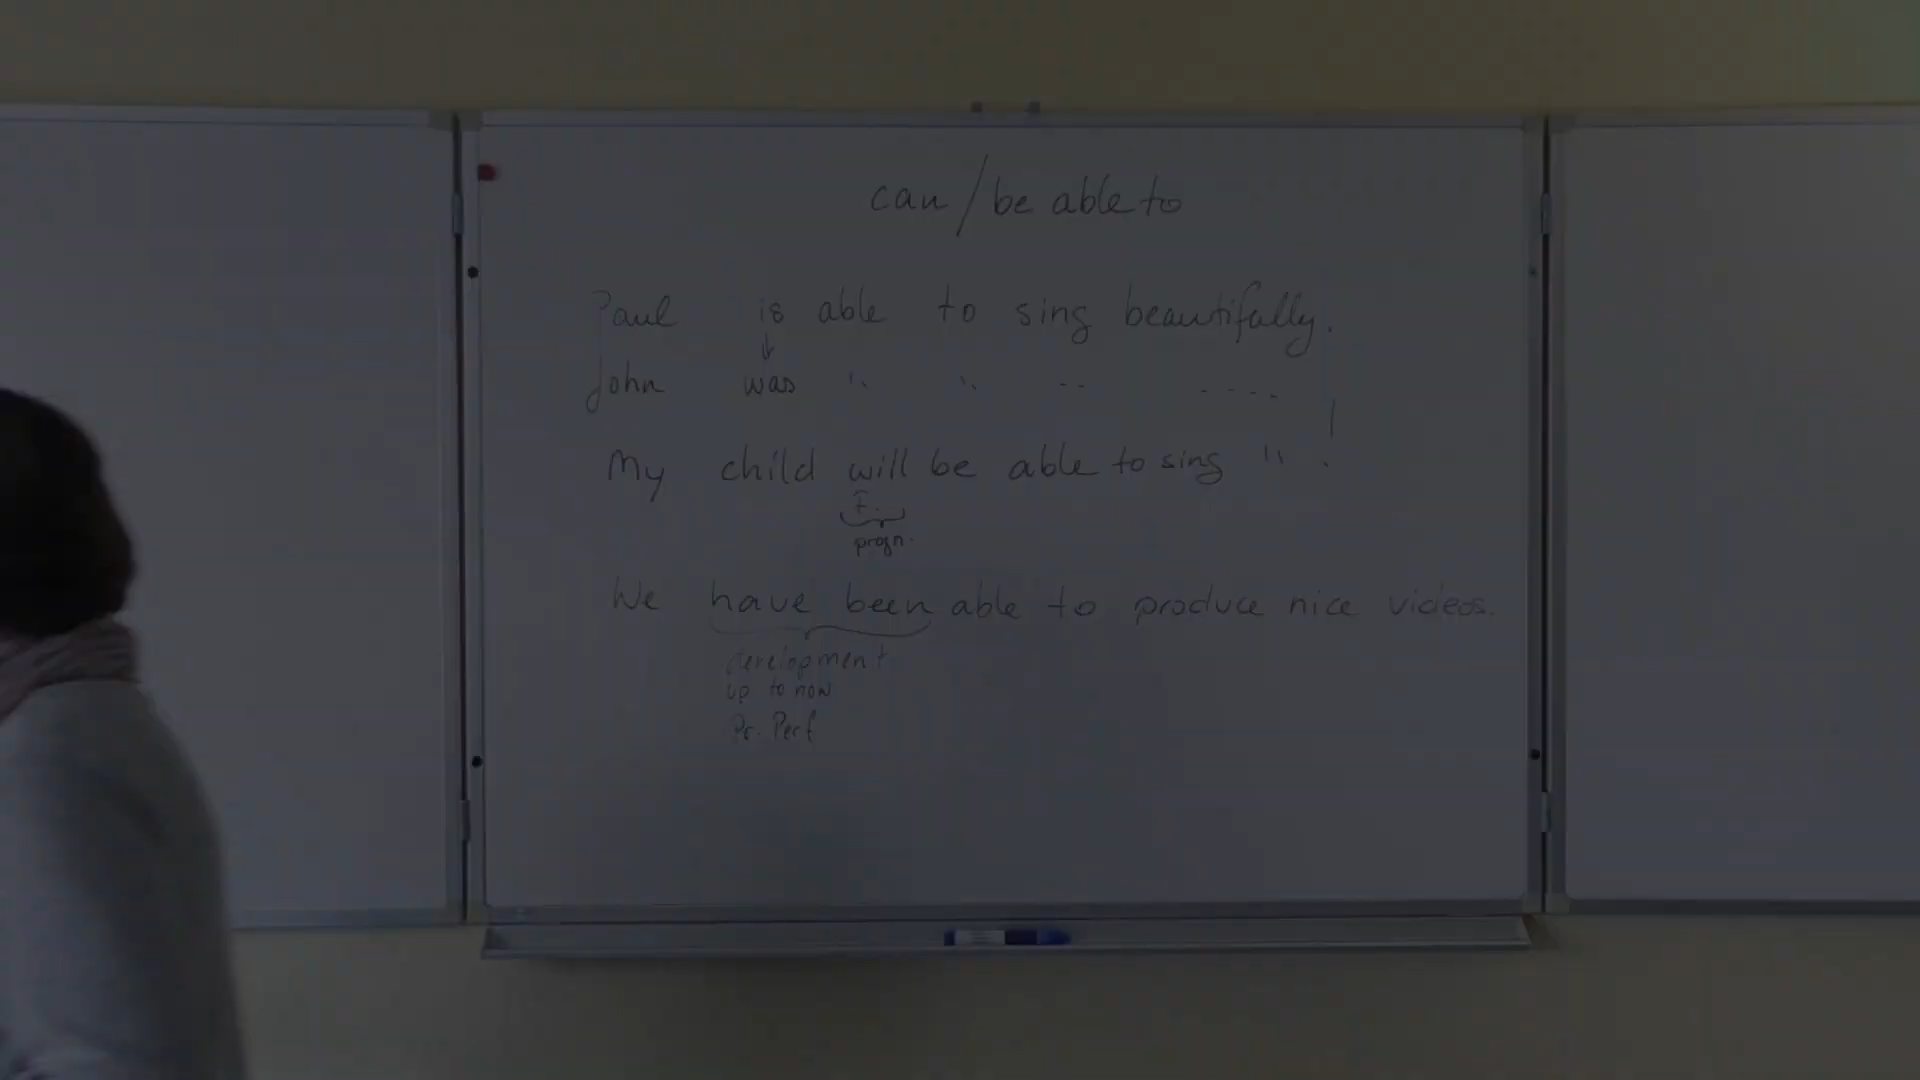 can / be able to
Paul is able to sing beautifully.
↓
John was " " " "
My child will be able to sing " .
F.
progn.
We have been able to produce nice videos.
development
up to now
Pr. Perf